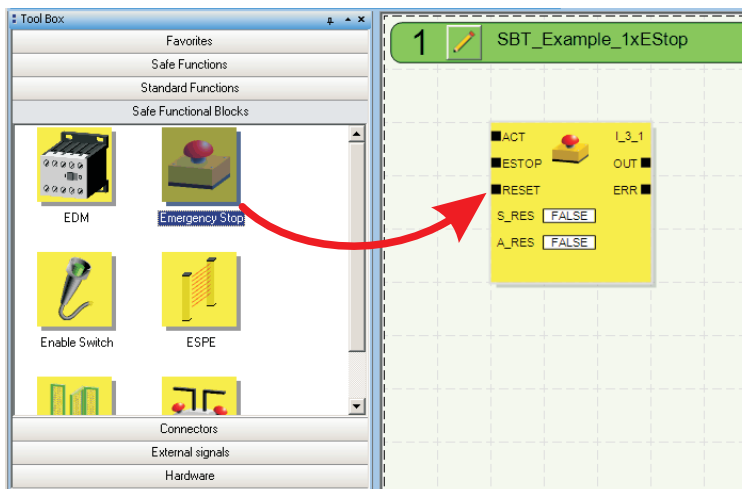 Tool Box
Favorites
Safe Functions
Standard Functions
Safe Functional Blocks
EDM
Emergency Stop
Enable Switch
ESPE
Connectors
External signals
Hardware
1
SBT_Example_1xEStop
ACT I_3_1
ESTOP OUT
RESET ERR
S_RES FALSE
A_RES FALSE